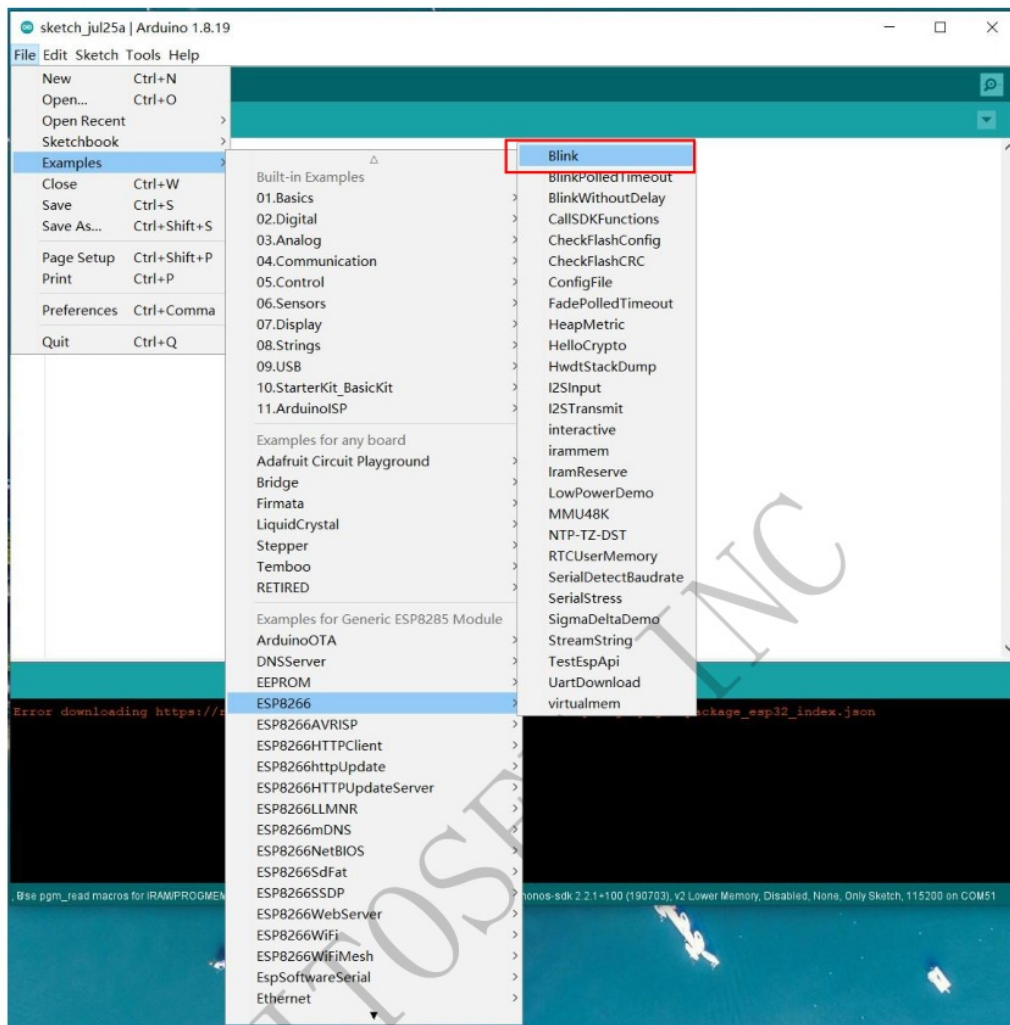 sketch_jul25a | Arduino 1.8.19
File Edit Sketch Tools Help
New Ctrl+N
Open... Ctrl+O
Open Recent
Sketchbook
Examples
Close Ctrl+W
Save Ctrl+S
Save As... Ctrl+Shift+S
Page Setup Ctrl+Shift+P
Print Ctrl+P
Preferences Ctrl+Comma
Quit Ctrl+Q
Built-in Examples
01.Basics
02.Digital
03.Analog
04.Communication
05.Control
06.Sensors
07.Display
08.Strings
09.USB
10.StarterKit_BasicKit
11.ArduinoISP
Examples for any board
Adafruit Circuit Playground
Bridge
Firmata
LiquidCrystal
Stepper
Temboo
RETIRED
Examples for Generic ESP8285 Module
ArduinoOTA
DNSServer
EEPROM
ESP8266
ESP8266AVRISP
ESP8266HTTPClient
ESP8266httpUpdate
ESP8266HTTPUpdateServer
ESP8266LLMNR
ESP8266mDNS
ESP8266NetBIOS
ESP8266SdFat
ESP8266SSDP
ESP8266WebServer
ESP8266WiFi
ESP8266WiFiMesh
EspSoftwareSerial
Ethernet
Blink
BlinkPolledTimeout
BlinkWithoutDelay
CallSDKFunctions
CheckFlashConfig
CheckFlashCRC
ConfigFile
FadePolledTimeout
HeapMetric
HelloCrypto
HwdtStackDump
I2SInput
I2STransmit
interactive
irammem
IramReserve
LowPowerDemo
MMU48K
NTP-TZ-DST
RTCUserMemory
SerialDetectBaudrate
SerialStress
SigmaDeltaDemo
StreamString
TestEspApi
UartDownload
virtualmem
Error downloading https:// package_esp32_index.json
pgm_read macros for IRAM/PROGMEM nonos-sdk 2.2.1+100 (190703), v2 Lower Memory, Disabled, None, Only Sketch, 115200 on COM51
INC